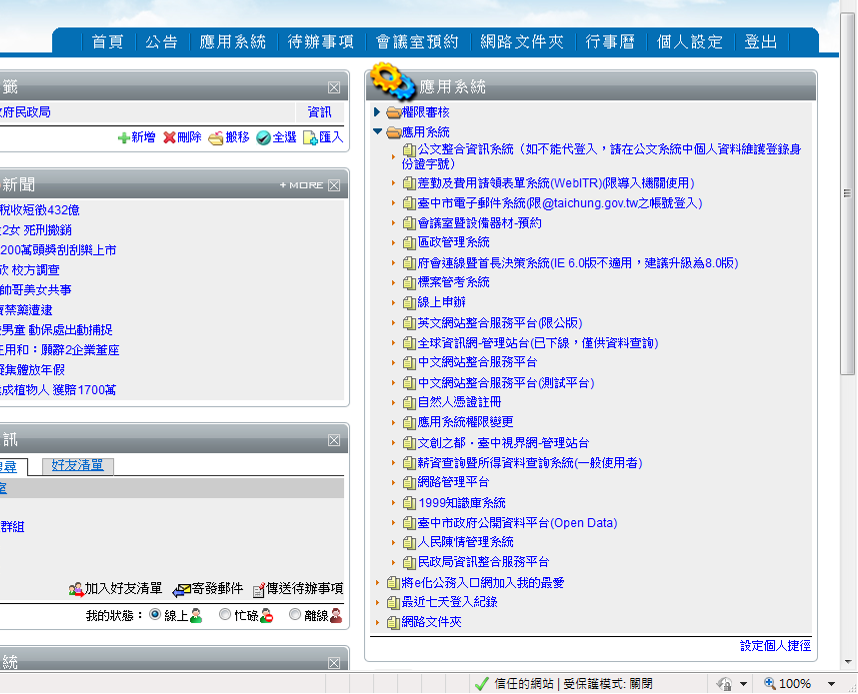 首頁 公告 應用系統 待辦事項 會議室預約 網路文件夾 行事曆 個人設定 登出
籤
府民政局 資訊
新增 刪除 搬移 全選 匯入
新聞 + MORE
稅收短徵432億
2女 死刑撤銷
200萬頭獎刮刮樂上市
欣 校方調查
帥哥美女共事
禁藥遭逮
男童 動保處出動捕捉
王用和：願辭2企業董座
集體放年假
成植物人 獲賠1700萬
訊
尋 好友清單
室
群組
加入好友清單 寄發郵件 傳送待辦事項
我的狀態： 線上 忙碌 離線
統
應用系統
權限審核
應用系統
公文整合資訊系統（如不能代登入，請在公文系統中個人資料維護登錄身
份證字號）
差勤及費用請領表單系統(WebITR)(限導入機關使用)
臺中市電子郵件系統(限@taichung.gov.tw之帳號登入)
會議室暨設備器材-預約
區政管理系統
府會連線暨首長決策系統(IE 6.0版不適用，建議升級為8.0版)
標案管考系統
線上申辦
英文網站整合服務平台(限公版)
全球資訊網-管理站台(已下線，僅供資料查詢)
中文網站整合服務平台
中文網站整合服務平台(測試平台)
自然人憑證註冊
應用系統權限變更
文創之都．臺中視界網-管理站台
薪資查詢暨所得資料查詢系統(一般使用者)
網路管理平台
1999知識庫系統
臺中市政府公開資料平台(Open Data)
人民陳情管理系統
民政局資訊整合服務平台
將e化公務入口網加入我的最愛
最近七天登入紀錄
網路文件夾
設定個人捷徑
信任的網站 | 受保護模式: 關閉 100%